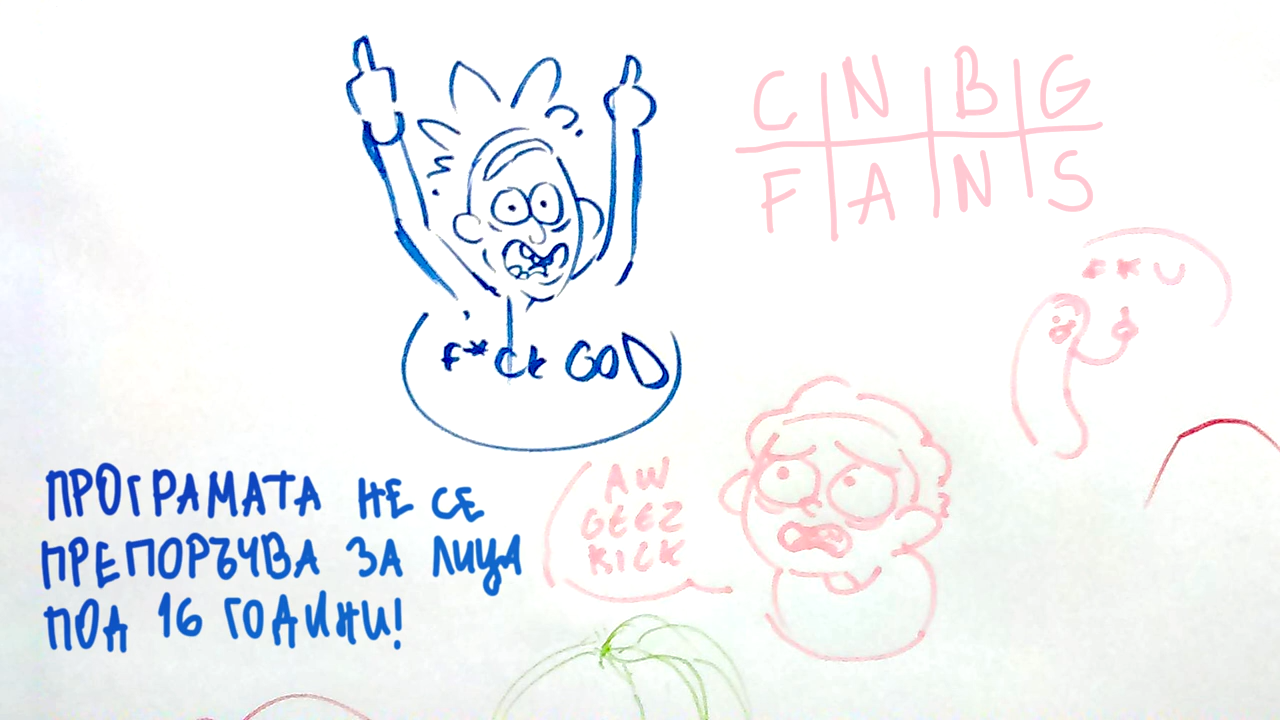 C N B G
F A N S
F K U
F*CK GOD
AW
GEEZ
RICK
ПРОГРАМАТА НЕ СЕ
ПРЕПОРЪЧВА ЗА ЛИЦА
ПОД 16 ГОДИНИ!